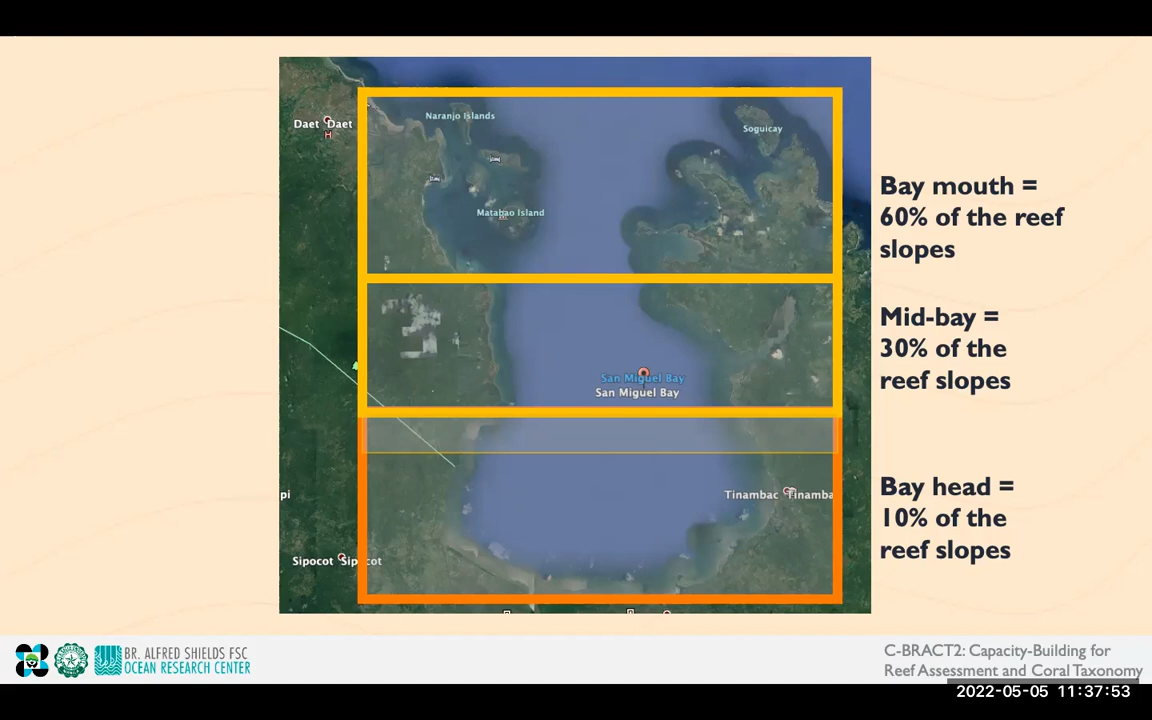 Naranjo Islands
Daet Daet
H
Soguicay
Matabao Island
Bay mouth =
60% of the reef
slopes
San Miguel Bay
San Miguel Bay
Mid-bay =
30% of the
reef slopes
pi
Tinambac Tinamba
Sipocot Sipocot
Bay head =
10% of the
reef slopes
BR. ALFRED SHIELDS FSC
OCEAN RESEARCH CENTER
C-BRACT2: Capacity-Building for
Reef Assessment and Coral Taxonomy
2022-05-05 11:37:53